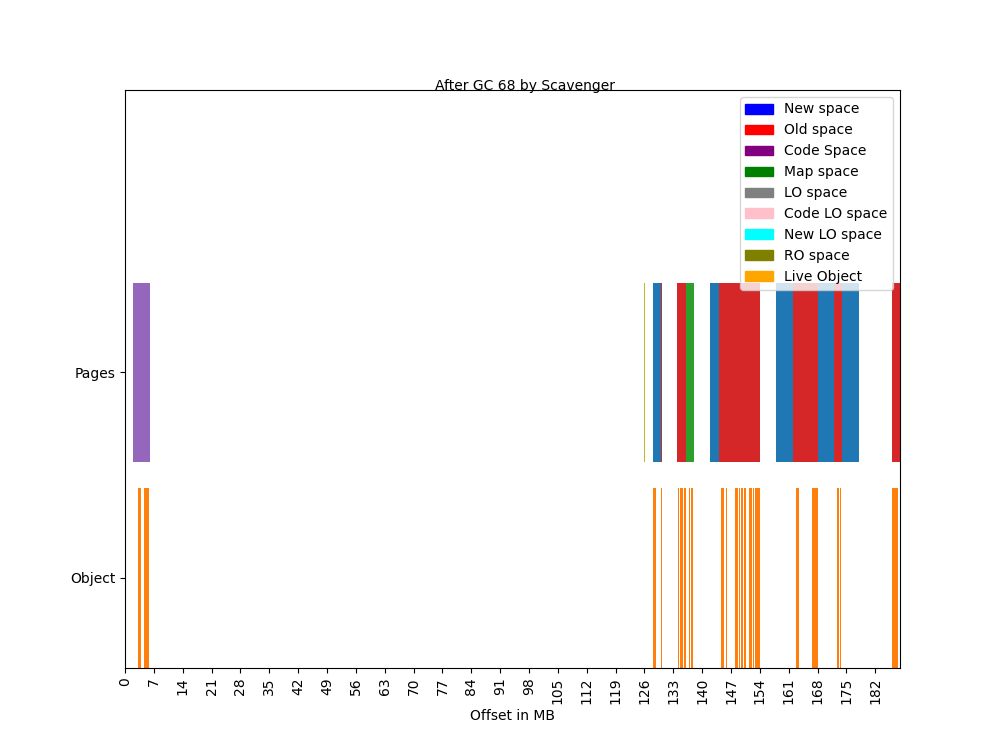 After GC 68 by Scavenger
New space
Old space
Code Space
Map space
LO space
Code LO space
New LO space
RO space
Live Object
Pages
Object
0 7 14 21 28 35 42 49 56 63 70 77 84 91 98 105 112 119 126 133 140 147 154 161 168 175 182
Offset in MB